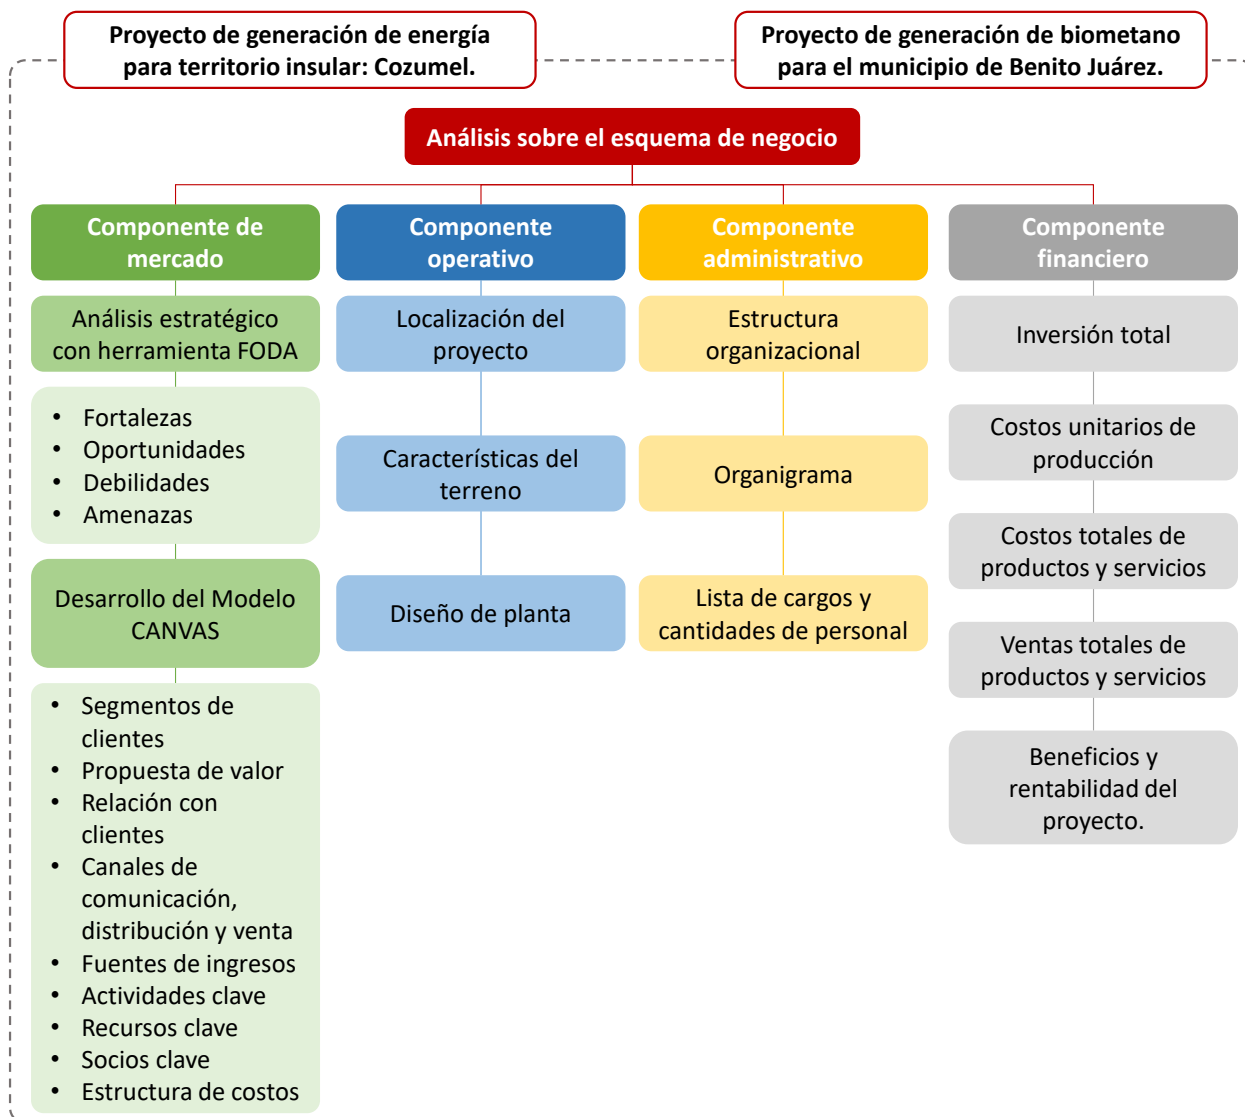 Proyecto de generación de energía
para territorio insular: Cozumel.
Proyecto de generación de biometano
para el municipio de Benito Juárez.
Análisis sobre el esquema de negocio
Componente de
mercado
Análisis estratégico
con herramienta FODA
• Fortalezas
• Oportunidades
• Debilidades
• Amenazas
Desarrollo del Modelo
CANVAS
• Segmentos de
clientes
• Propuesta de valor
• Relación con
clientes
• Canales de
comunicación,
distribución y venta
• Fuentes de ingresos
• Actividades clave
• Recursos clave
• Socios clave
• Estructura de costos
Componente
operativo
Localización del
proyecto
Características del
terreno
Diseño de planta
Componente
administrativo
Estructura
organizacional
Organigrama
Lista de cargos y
cantidades de personal
Componente
financiero
Inversión total
Costos unitarios de
producción
Costos totales de
productos y servicios
Ventas totales de
productos y servicios
Beneficios y
rentabilidad del
proyecto.